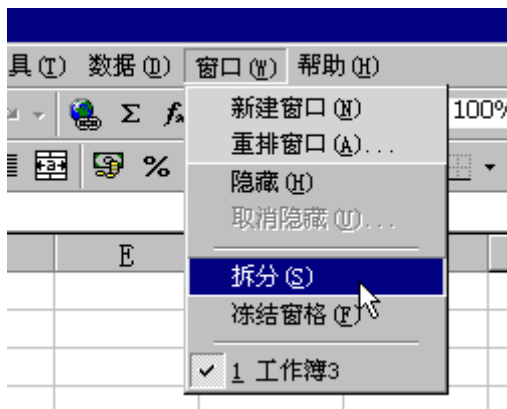 具(T) 数据(D) 窗口(W) 帮助(H)
Σ fx 100%
新建窗口(N)
重排窗口(A)...
%
隐藏(H)
取消隐藏(U)...
E
拆分(S)
冻结窗格(F)
1 工作簿3